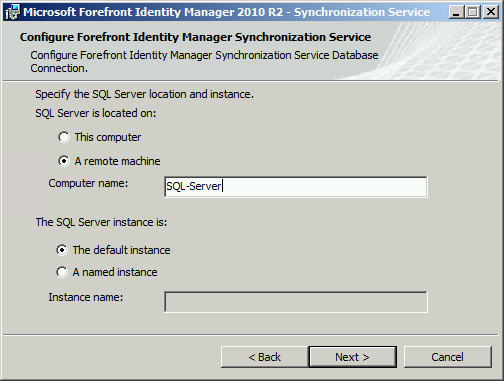 Microsoft Forefront Identity Manager 2010 R2 - Synchronization Service
Configure Forefront Identity Manager Synchronization Service
Configure Forefront Identity Manager Synchronization Service Database
Connection.
Specify the SQL Server location and instance.
SQL Server is located on:
This computer
A remote machine
Computer name:
SQL-Server
The SQL Server instance is:
The default instance
A named instance
Instance name:
< Back
Next >
Cancel